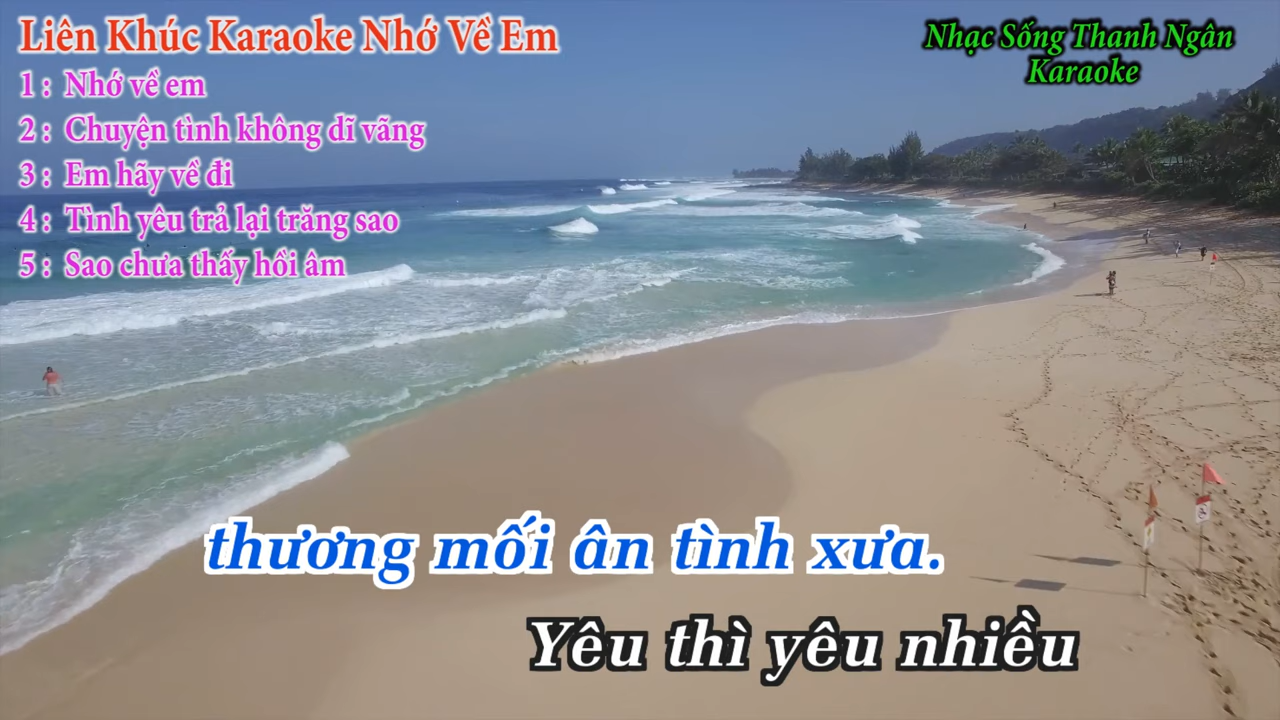 Liên Khúc Karaoke Nhớ Về Em
1 : Nhớ về em
2 : Chuyện tình không dĩ vãng
3 : Em hãy về đi
4 : Tình yêu trả lại trăng sao
5 : Sao chưa thấy hồi âm
Nhạc Sống Thanh Ngân
Karaoke
thương mối ân tình xưa.
Yêu thì yêu nhiều